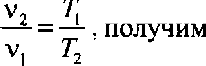 ν₂/ν₁ = T₁/T₂ , получим